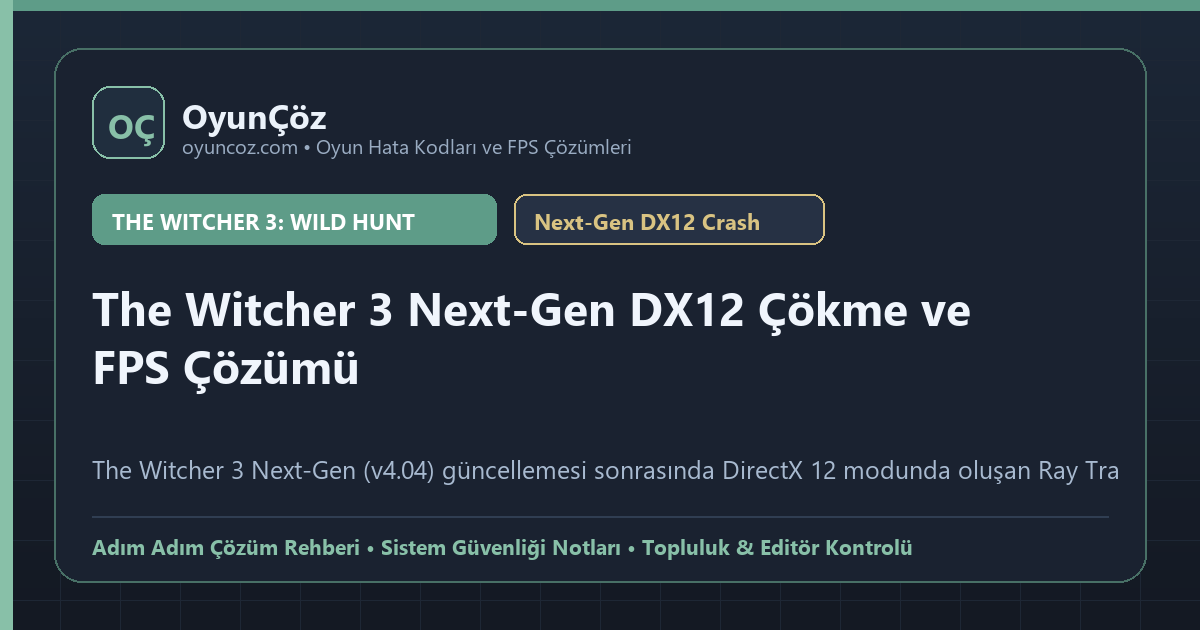 OÇ
OyunÇöz
oyuncoz.com • Oyun Hata Kodları ve FPS Çözümleri
THE WITCHER 3: WILD HUNT
Next-Gen DX12 Crash
The Witcher 3 Next-Gen DX12 Çökme ve
FPS Çözümü
The Witcher 3 Next-Gen (v4.04) güncellemesi sonrasında DirectX 12 modunda oluşan Ray Tra
Adım Adım Çözüm Rehberi • Sistem Güvenliği Notları • Topluluk & Editör Kontrolü